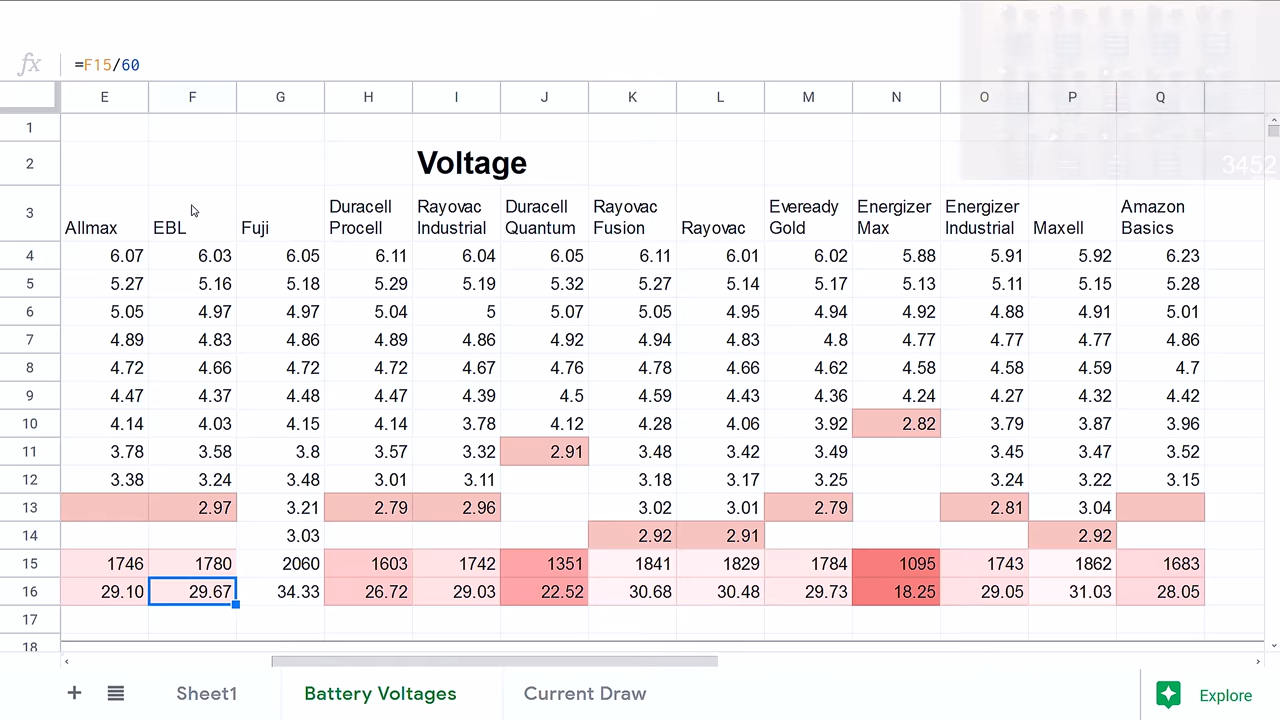 fx =F15/60
E F G H I J K L M N O P Q
1
2 Voltage 3452
3 Allmax EBL Fuji Duracell Procell Rayovac Industrial Duracell Quantum Rayovac Fusion Rayovac Eveready Gold Energizer Max Energizer Industrial Maxell Amazon Basics
4 6.07 6.03 6.05 6.11 6.04 6.05 6.11 6.01 6.02 5.88 5.91 5.92 6.23
5 5.27 5.16 5.18 5.29 5.19 5.32 5.27 5.14 5.17 5.13 5.11 5.15 5.28
6 5.05 4.97 4.97 5.04 5 5.07 5.05 4.95 4.94 4.92 4.88 4.91 5.01
7 4.89 4.83 4.86 4.89 4.86 4.92 4.94 4.83 4.8 4.77 4.77 4.77 4.86
8 4.72 4.66 4.72 4.72 4.67 4.76 4.78 4.66 4.62 4.58 4.58 4.59 4.7
9 4.47 4.37 4.48 4.47 4.39 4.5 4.59 4.43 4.36 4.24 4.27 4.32 4.42
10 4.14 4.03 4.15 4.14 3.78 4.12 4.28 4.06 3.92 2.82 3.79 3.87 3.96
11 3.78 3.58 3.8 3.57 3.32 2.91 3.48 3.42 3.49 3.45 3.47 3.52
12 3.38 3.24 3.48 3.01 3.11 3.18 3.17 3.25 3.24 3.22 3.15
13 2.97 3.21 2.79 2.96 3.02 3.01 2.79 2.81 3.04
14 3.03 2.92 2.91 2.92
15 1746 1780 2060 1603 1742 1351 1841 1829 1784 1095 1743 1862 1683
16 29.10 29.67 34.33 26.72 29.03 22.52 30.68 30.48 29.73 18.25 29.05 31.03 28.05
17
18
+ Sheet1 Battery Voltages Current Draw Explore